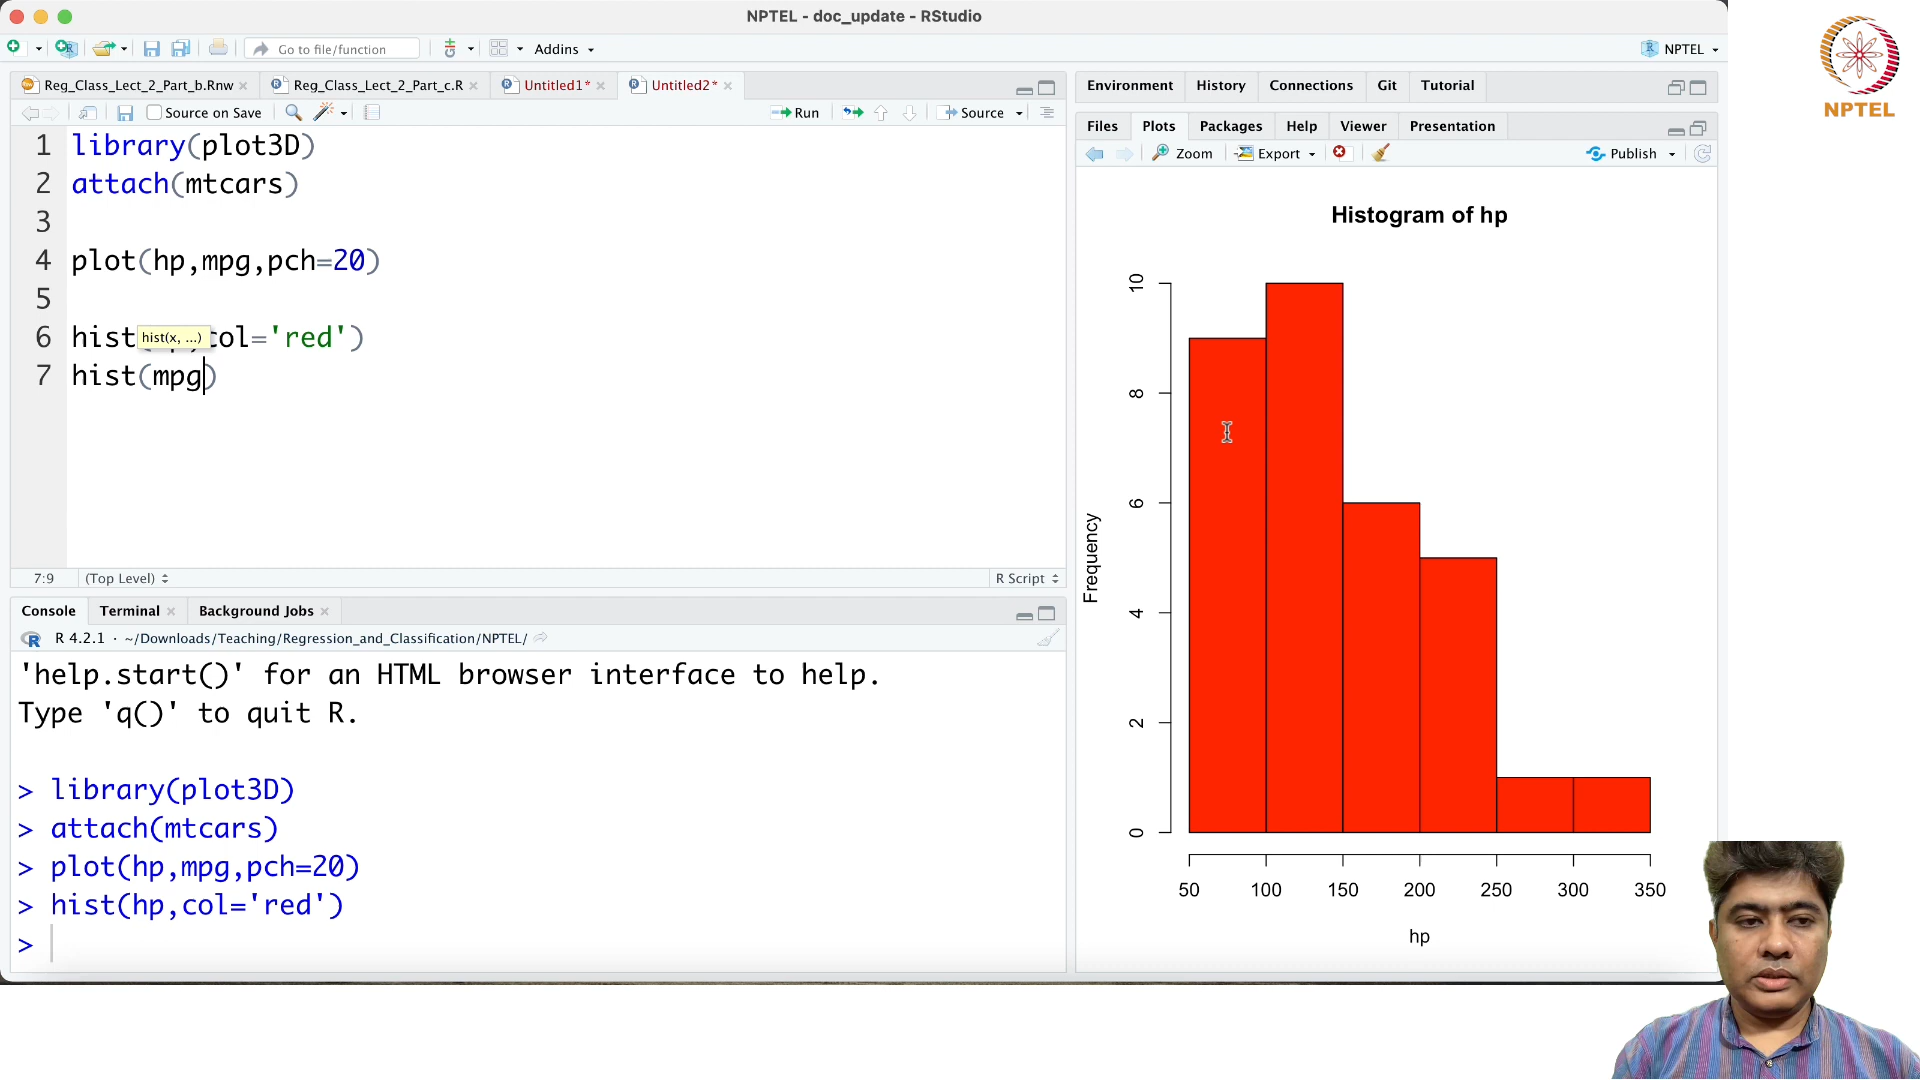 NPTEL - doc_update - RStudio
Go to file/function
Addins
NPTEL
NPTEL
Reg_Class_Lect_2_Part_b.Rnw
Reg_Class_Lect_2_Part_c.R
Untitled1*
Untitled2*
Source on Save
Run
Source
1 library(plot3D)
2 attach(mtcars)
3
4 plot(hp,mpg,pch=20)
5
6 hist col='red')
hist(x, ...)
7 hist(mpg)
7:9
(Top Level)
R Script
Console
Terminal
Background Jobs
R 4.2.1 · ~/Downloads/Teaching/Regression_and_Classification/NPTEL/
'help.start()' for an HTML browser interface to help.
Type 'q()' to quit R.
> library(plot3D)
> attach(mtcars)
> plot(hp,mpg,pch=20)
> hist(hp,col='red')
>
Environment
History
Connections
Git
Tutorial
Files
Plots
Packages
Help
Viewer
Presentation
Zoom
Export
Publish
Histogram of hp
Frequency
10
8
6
4
2
0
50 100 150 200 250 300 350
hp